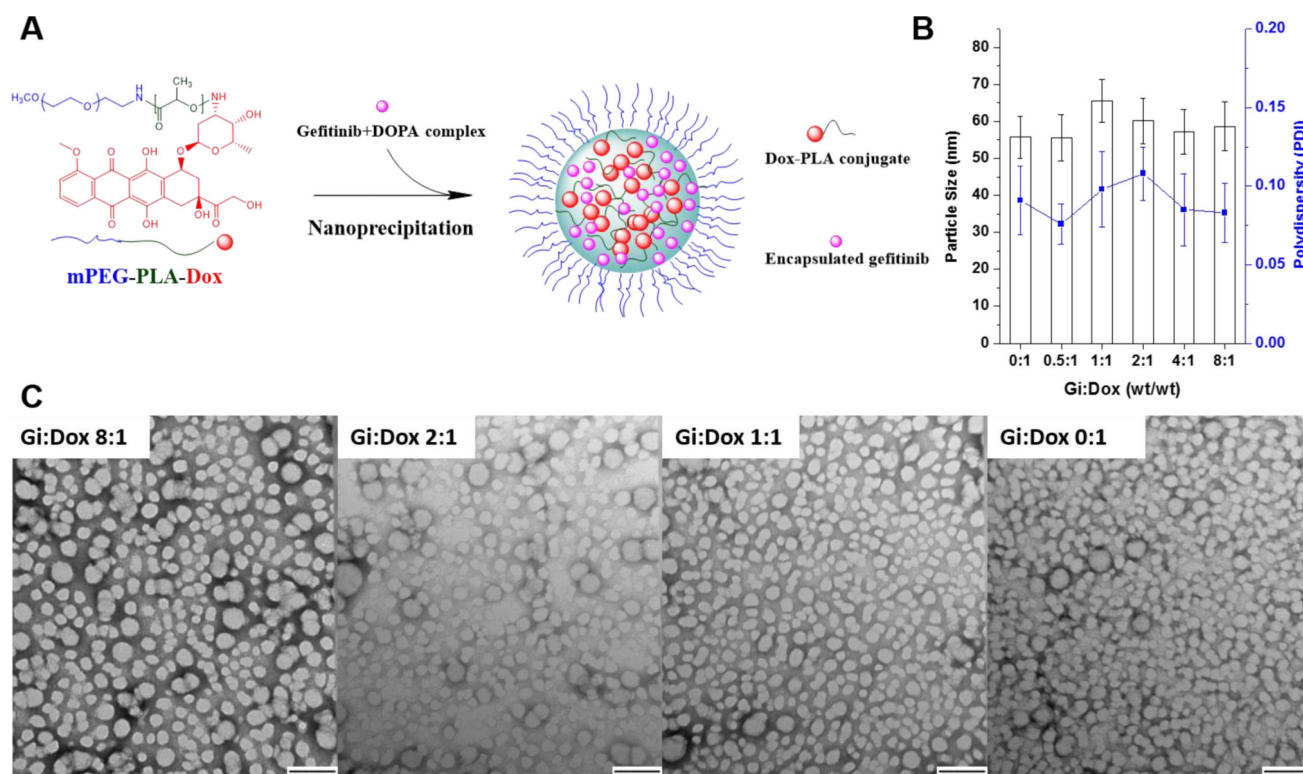 A
H₃CO
O
N
H
CH₃
O
O
NH
OH
O
O
O
OH
O
O
OH
OH
O
OH
mPEG-PLA-Dox
Gefitinib+DOPA complex
Nanoprecipitation
Dox-PLA conjugate
Encapsulated gefitinib
B
Particle Size (nm)
80
70
60
50
40
30
20
10
0
0.20
0.15
0.10
0.05
0.00
Polydispersity (PDI)
0:1 0.5:1 1:1 2:1 4:1 8:1
Gi:Dox (wt/wt)
C
Gi:Dox 8:1
Gi:Dox 2:1
Gi:Dox 1:1
Gi:Dox 0:1